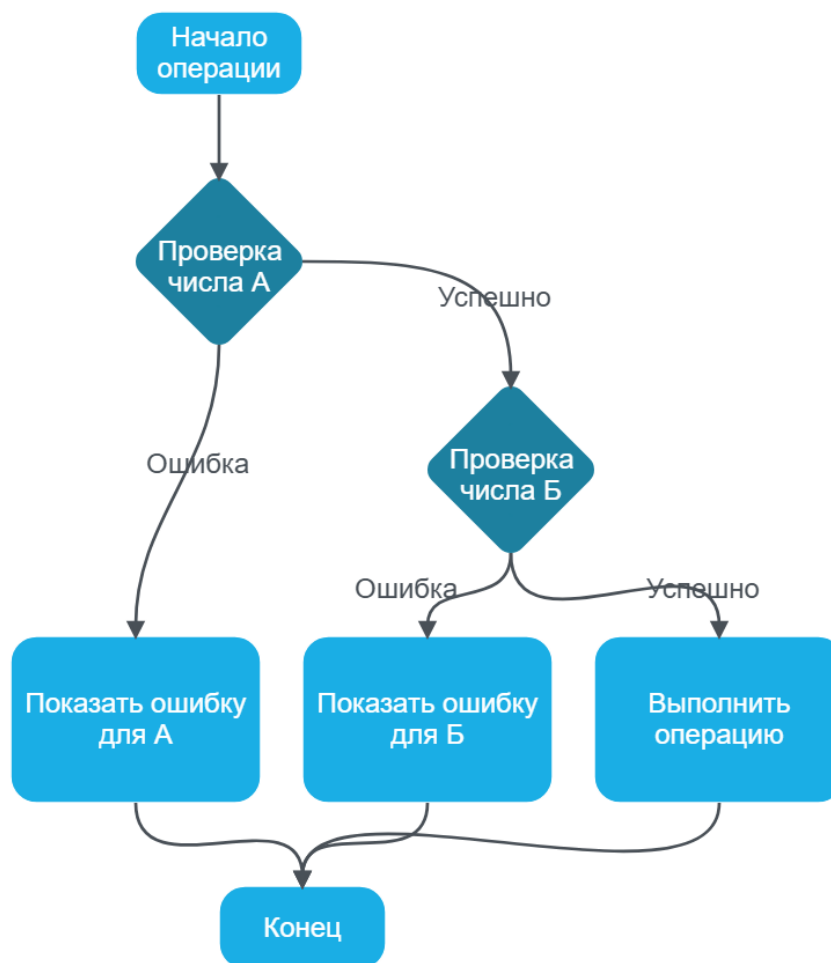 Начало
операции
Проверка
числа А
Успешно
Ошибка
Проверка
числа Б
Ошибка
Успешно
Показать ошибку
для А
Показать ошибку
для Б
Выполнить
операцию
Конец